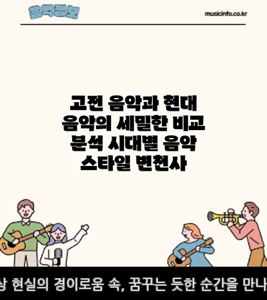 음악정보
musicinfo.co.kr
고전 음악과 현대
음악의 세밀한 비교
분석 시대별 음악
스타일 변천사
상 현실의 경이로움 속, 꿈꾸는 듯한 순간을 만나